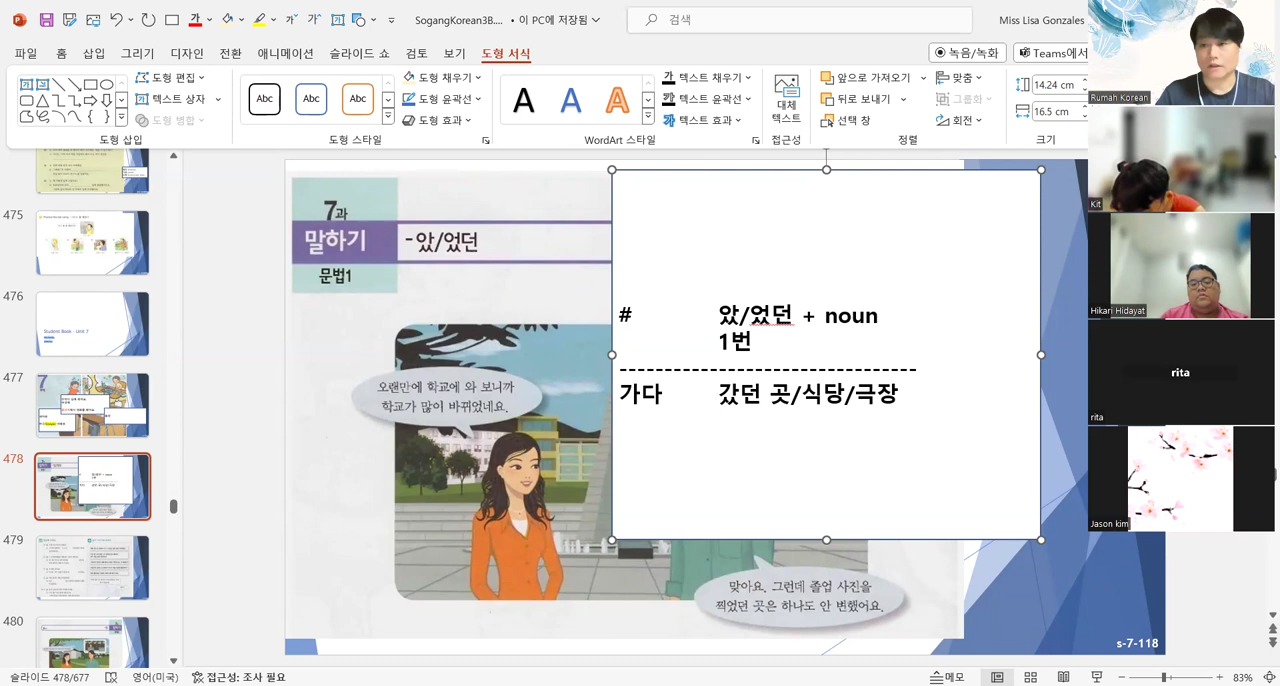 SogangKorean3B.... • 이 PC에 저장됨
검색
Miss Lisa Gonzales
파일 홈 삽입 그리기 디자인 전환 애니메이션 슬라이드 쇼 검토 보기 도형 서식
녹음/녹화
Teams에서
도형 편집
텍스트 상자
도형 병합
도형 삽입
Abc Abc Abc
도형 채우기
도형 윤곽선
도형 효과
도형 스타일
A A A
텍스트 채우기
텍스트 윤곽선
텍스트 효과
WordArt 스타일
대체
텍스트
접근성
앞으로 가져오기
뒤로 보내기
선택 창
맞춤
그룹화
회전
정렬
14.24 cm
16.5 cm
크기
475
476
Student Book - Unit 7
477
478
479
480
7과
말하기
-았/었던
문법1
오랜만에 학교에 와 보니까
학교가 많이 바뀌었네요.
# 았/었던 + noun
1번
---------------------------------
가다 갔던 곳/식당/극장
맞아요. 그런데 졸업 사진을
찍었던 곳은 하나도 안 변했어요.
s-7-118
Rumah Korean
Kit
Hikari Hidayat
rita
rita
Jason kim
슬라이드 478/677
영어(미국)
접근성: 조사 필요
메모
83%